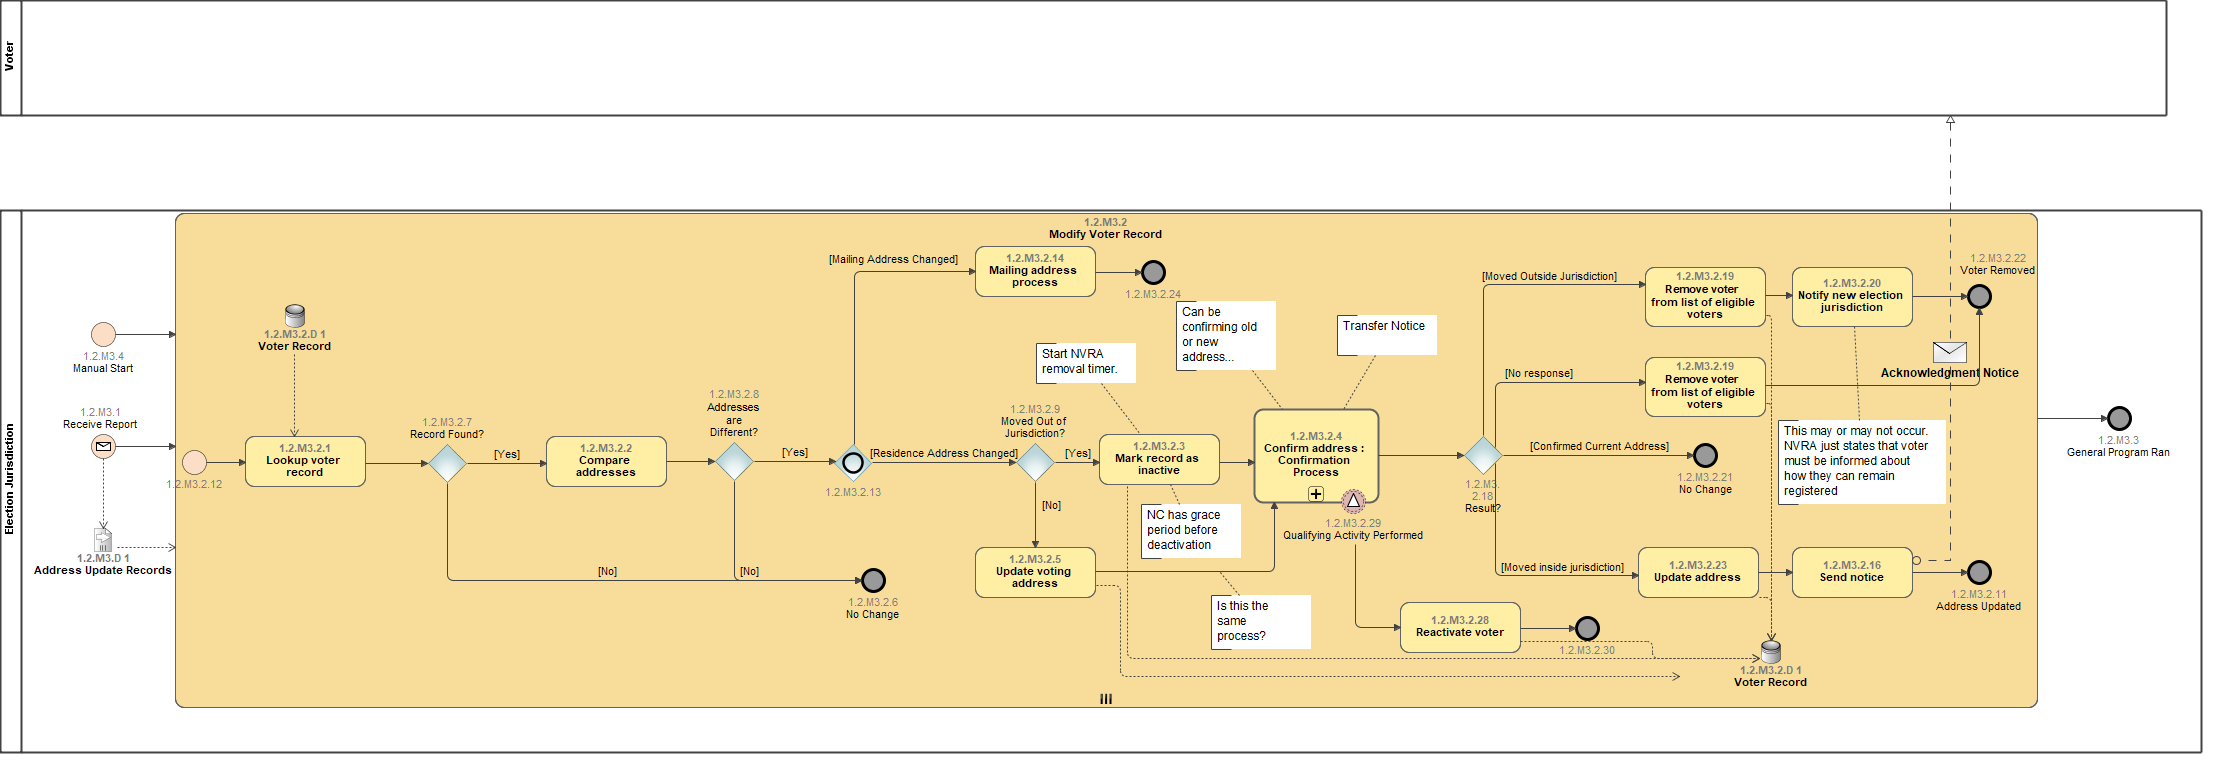 Voter
Election Jurisdiction
1.2.M3.2
Modify Voter Record
1.2.M3.4
Manual Start
1.2.M3.1
Receive Report
1.2.M3.D 1
Address Update Records
1.2.M3.2.12
1.2.M3.2.D 1
Voter Record
1.2.M3.2.1
Lookup voter
record
1.2.M3.2.7
Record Found?
[Yes]
[No]
1.2.M3.2.2
Compare
addresses
1.2.M3.2.8
Addresses
are
Different?
[Yes]
[No]
1.2.M3.2.6
No Change
1.2.M3.2.13
[Mailing Address Changed]
1.2.M3.2.14
Mailing address
process
1.2.M3.2.24
[Residence Address Changed]
1.2.M3.2.9
Moved Out of
Jurisdiction?
[Yes]
[No]
Start NVRA
removal timer.
1.2.M3.2.3
Mark record as
inactive
NC has grace
period before
deactivation
1.2.M3.2.5
Update voting
address
Is this the
same
process?
Can be
confirming old
or new
address...
Transfer Notice
1.2.M3.2.4
Confirm address :
Confirmation
Process
1.2.M3.2.29
Qualifying Activity Performed
1.2.M3.2.28
Reactivate voter
1.2.M3.2.30
1.2.M3.
2.18
Result?
[Moved Outside Jurisdiction]
1.2.M3.2.19
Remove voter
from list of eligible
voters
1.2.M3.2.20
Notify new election
jurisdiction
1.2.M3.2.22
Voter Removed
[No response]
1.2.M3.2.19
Remove voter
from list of eligible
voters
Acknowledgment Notice
[Confirmed Current Address]
1.2.M3.2.21
No Change
This may or may not occur.
NVRA just states that voter
must be informed about
how they can remain
registered
[Moved inside jurisdiction]
1.2.M3.2.23
Update address
1.2.M3.2.16
Send notice
1.2.M3.2.11
Address Updated
1.2.M3.2.D 1
Voter Record
1.2.M3.3
General Program Ran